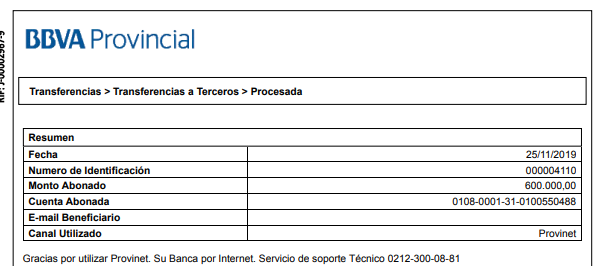 BBVA Provincial
RIF: J-00002967-9
Transferencias > Transferencias a Terceros > Procesada
Resumen
Fecha 25/11/2019
Numero de Identificación 000004110
Monto Abonado 600.000,00
Cuenta Abonada 0108-0001-31-0100550488
E-mail Beneficiario
Canal Utilizado Provinet
Gracias por utilizar Provinet. Su Banca por Internet. Servicio de soporte Técnico 0212-300-08-81